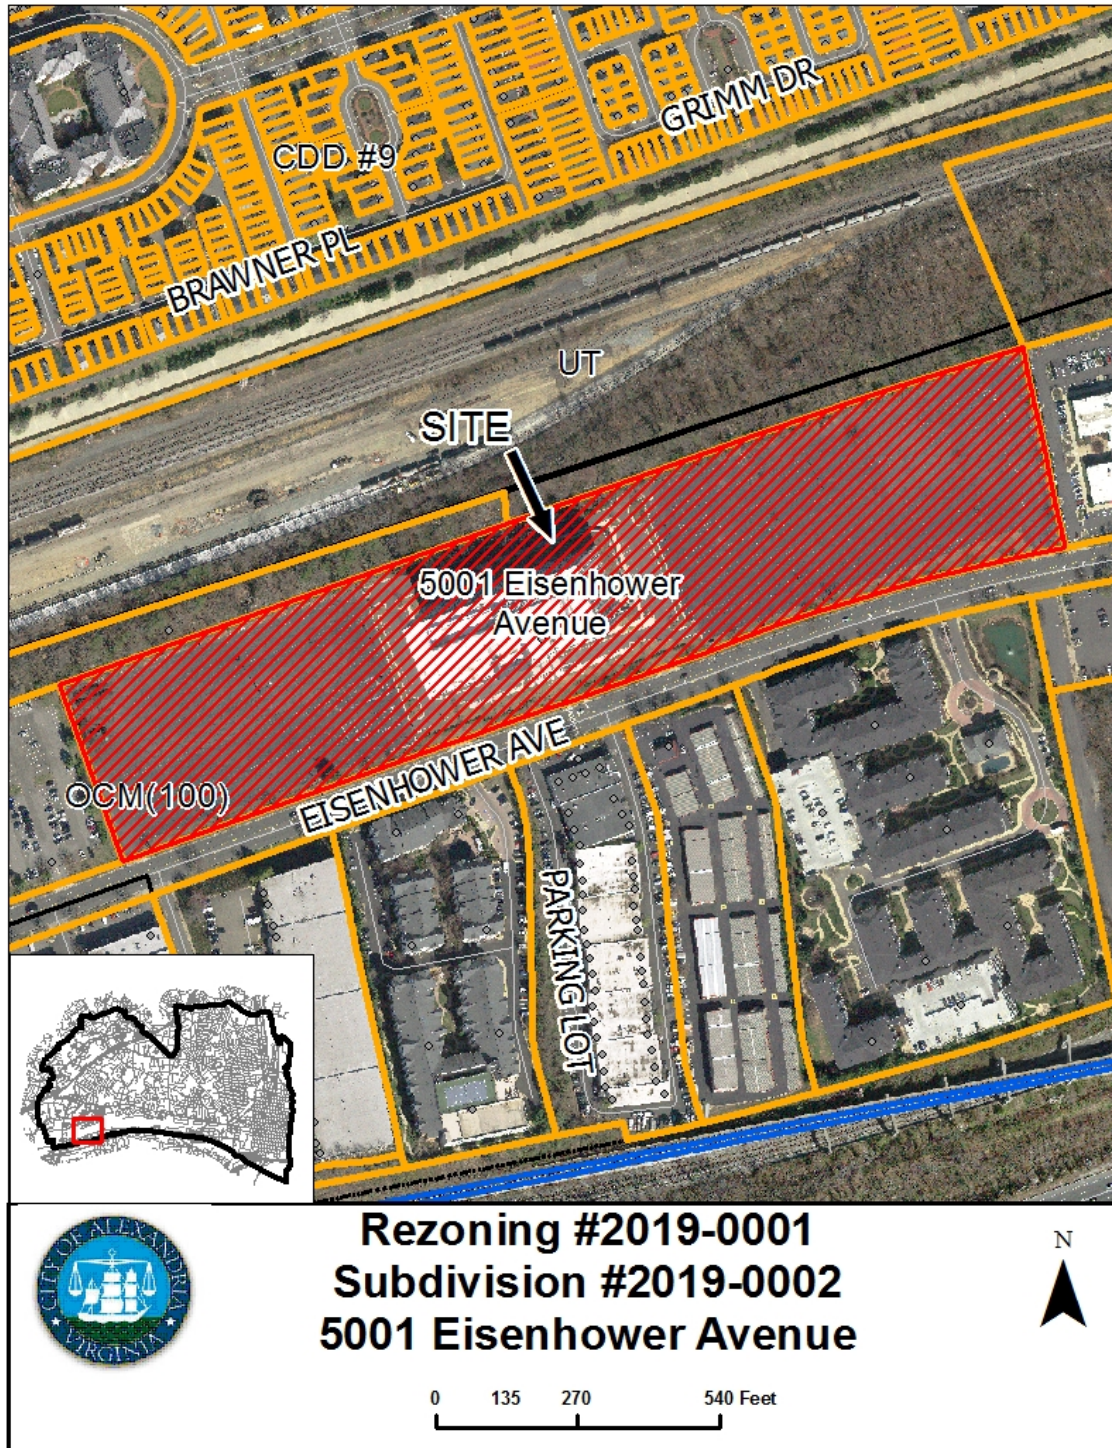 GRIMM DR
CDD #9
BRAWNER PL
UT
SITE
5001 Eisenhower
Avenue
OCM(100)
EISENHOWER AVE
PARKING LOT
CITY OF ALEXANDRIA
VIRGINIA
Rezoning #2019-0001
Subdivision #2019-0002
5001 Eisenhower Avenue
N
0 135 270 540 Feet